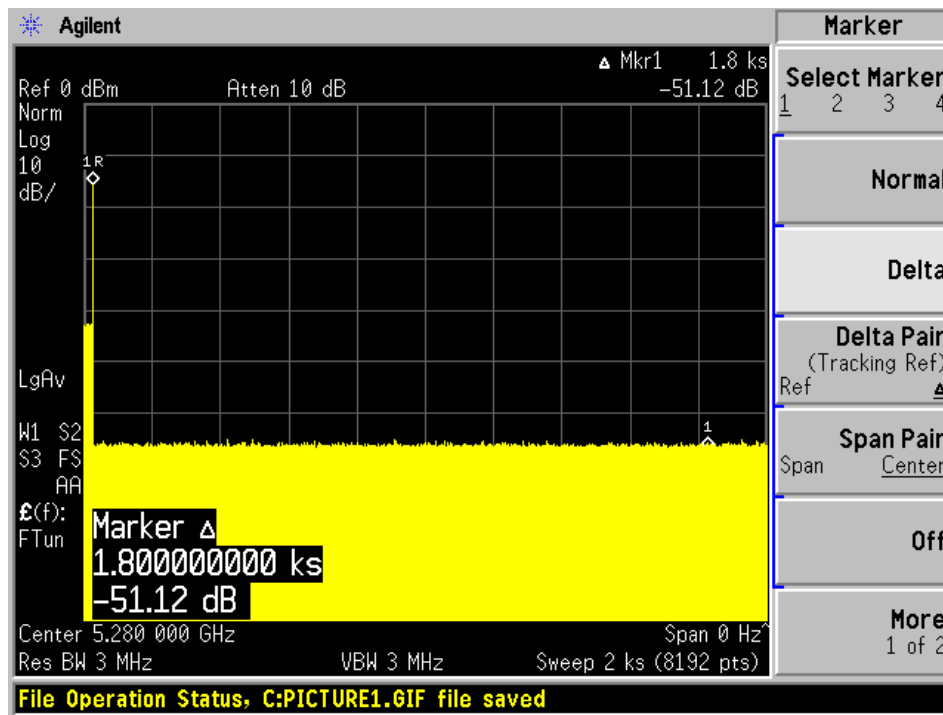 Agilent
Marker
▵ Mkr1 1.8 ks
Ref 0 dBm Atten 10 dB -51.12 dB
Norm
Log
10
dB/
1R
LgAv
1
W1 S2
S3 FS
AA
£(f):
FTun
Marker ▵
1.800000000 ks
-51.12 dB
Center 5.280 000 GHz Span 0 Hz^
Res BW 3 MHz VBW 3 MHz Sweep 2 ks (8192 pts)
Select Marker
1 2 3 4
Normal
Delta
Delta Pair
(Tracking Ref)
Ref ▵
Span Pair
Span Center
Off
More
1 of 2
File Operation Status, C:PICTURE1.GIF file saved